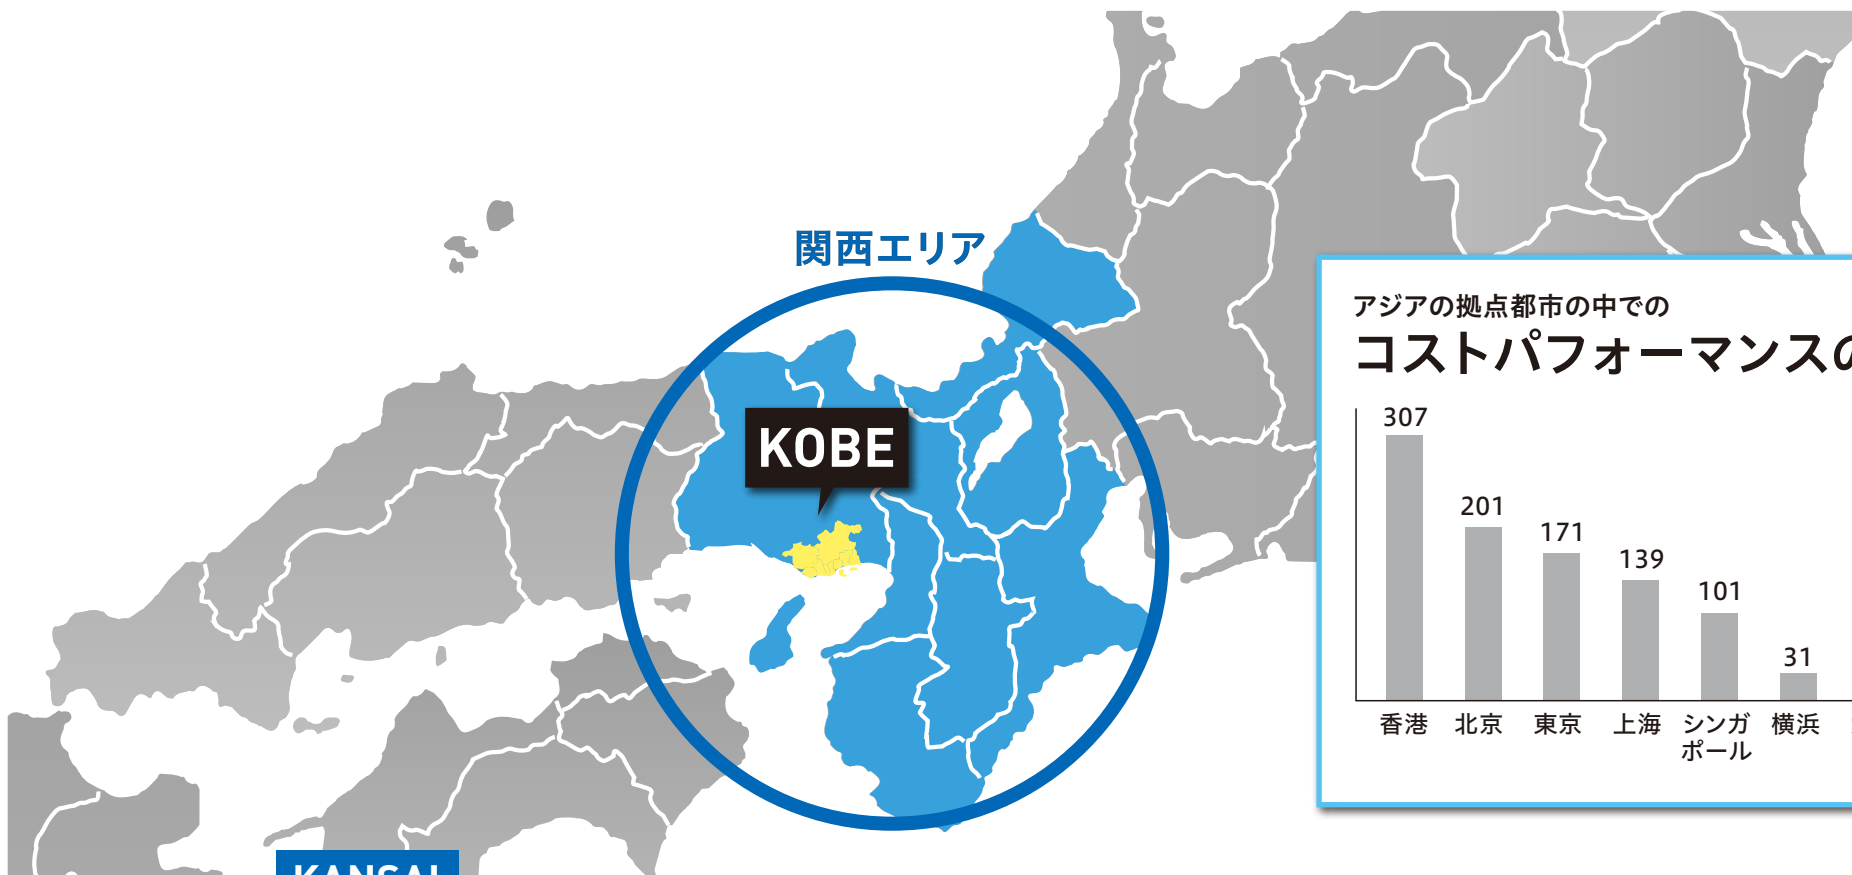 関西エリア
KOBE
アジアの拠点都市の中での
コストパフォーマンスの
307
201
171
139
101
31
香港
北京
東京
上海
シンガ
ポール
横浜
KANSAI